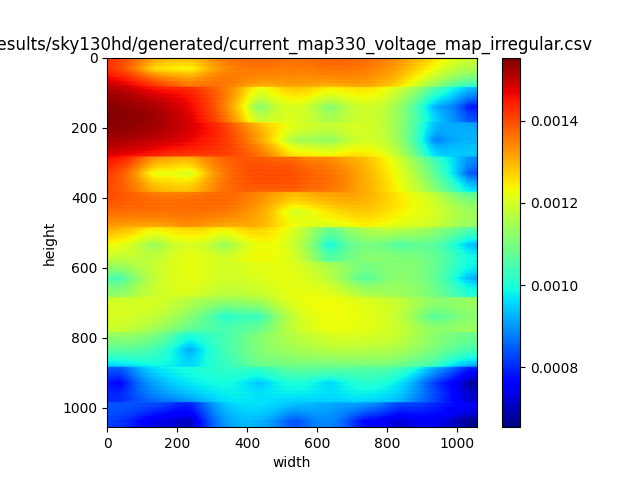 esults/sky130hd/generated/current_map330_voltage_map_irregular.csv
0
200
400
600
800
1000
height
0 200 400 600 800 1000
width
0.0014
0.0012
0.0010
0.0008